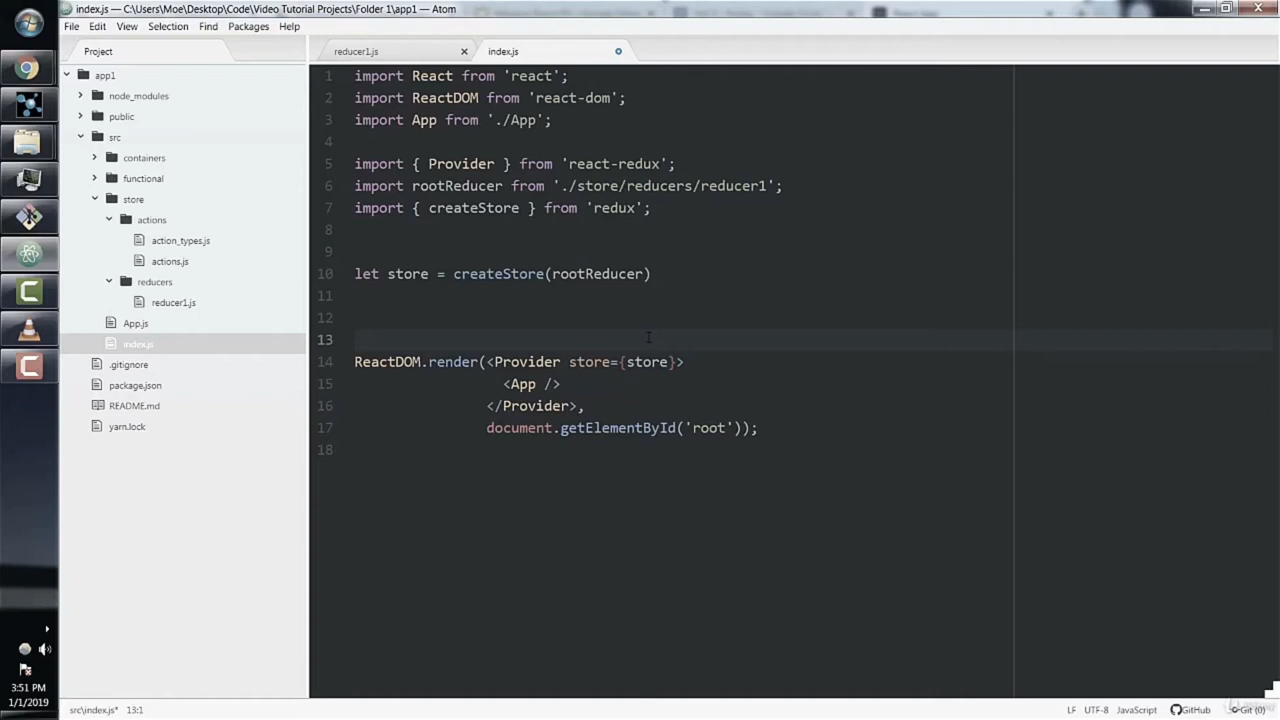 index.js — C:\Users\Moe\Desktop\Code\Video Tutorial Projects\Folder 1\app1 — Atom
File Edit View Selection Find Packages Help
Project
app1
node_modules
public
src
containers
functional
store
actions
action_types.js
actions.js
reducers
reducer1.js
App.js
index.js
.gitignore
package.json
README.md
yarn.lock
reducer1.js
index.js
1 import React from 'react';
2 import ReactDOM from 'react-dom';
3 import App from './App';
4
5 import { Provider } from 'react-redux';
6 import rootReducer from './store/reducers/reducer1';
7 import { createStore } from 'redux';
8
9
10 let store = createStore(rootReducer)
11
12
13
14 ReactDOM.render(<Provider store={store}>
15 <App />
16 </Provider>,
17 document.getElementById('root'));
18
3:51 PM
1/1/2019
src\index.js* 13:1
LF UTF-8 JavaScript GitHub Git (0)